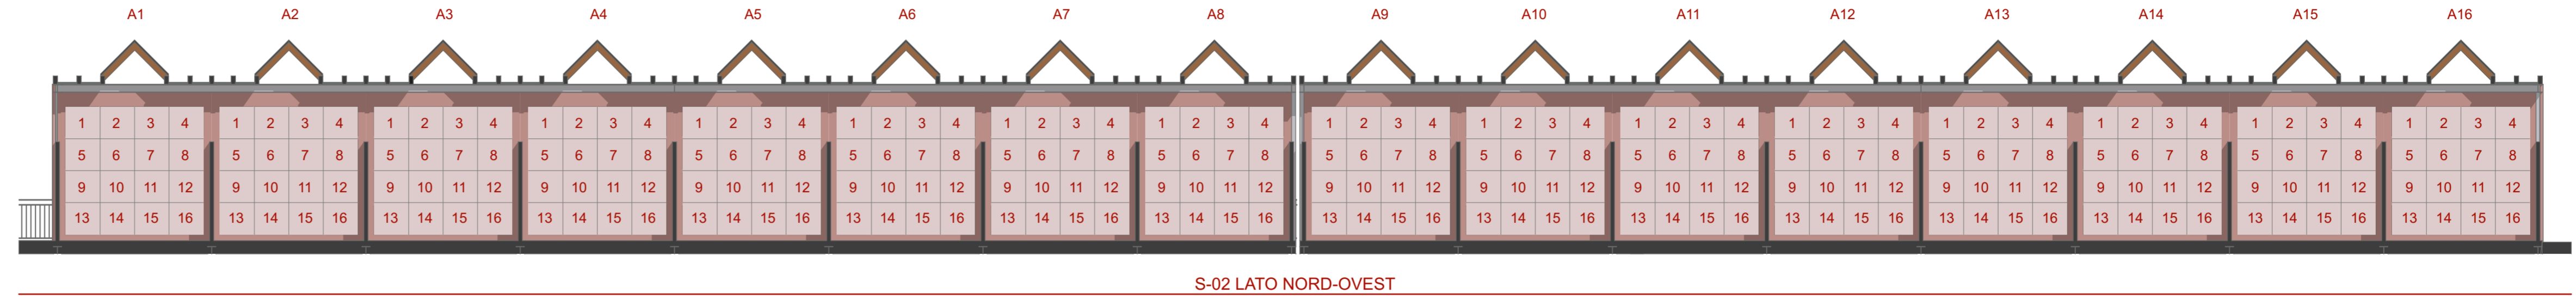 A1 A2 A3 A4 A5 A6 A7 A8 A9 A10 A11 A12 A13 A14 A15 A16
1 2 3 4 1 2 3 4 1 2 3 4 1 2 3 4 1 2 3 4 1 2 3 4 1 2 3 4 1 2 3 4 1 2 3 4 1 2 3 4 1 2 3 4 1 2 3 4 1 2 3 4 1 2 3 4 1 2 3 4 1 2 3 4
5 6 7 8 5 6 7 8 5 6 7 8 5 6 7 8 5 6 7 8 5 6 7 8 5 6 7 8 5 6 7 8 5 6 7 8 5 6 7 8 5 6 7 8 5 6 7 8 5 6 7 8 5 6 7 8 5 6 7 8 5 6 7 8
9 10 11 12 9 10 11 12 9 10 11 12 9 10 11 12 9 10 11 12 9 10 11 12 9 10 11 12 9 10 11 12 9 10 11 12 9 10 11 12 9 10 11 12 9 10 11 12 9 10 11 12 9 10 11 12 9 10 11 12 9 10 11 12
13 14 15 16 13 14 15 16 13 14 15 16 13 14 15 16 13 14 15 16 13 14 15 16 13 14 15 16 13 14 15 16 13 14 15 16 13 14 15 16 13 14 15 16 13 14 15 16 13 14 15 16 13 14 15 16 13 14 15 16 13 14 15 16
S-02 LATO NORD-OVEST